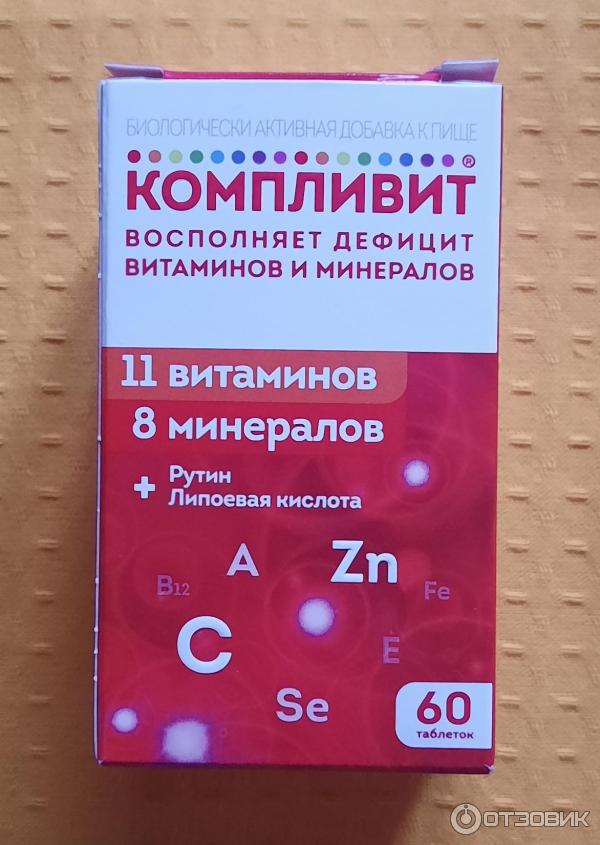 БИОЛОГИЧЕСКИ АКТИВНАЯ ДОБАВКА К ПИЩЕ
КОМПЛИВИТ®
ВОСПОЛНЯЕТ ДЕФИЦИТ
ВИТАМИНОВ И МИНЕРАЛОВ
11 витаминов
8 минералов
+ Рутин
Липоевая кислота
A Zn
B12 Fe
C E
Se
60
таблеток
ОТЗОВИК